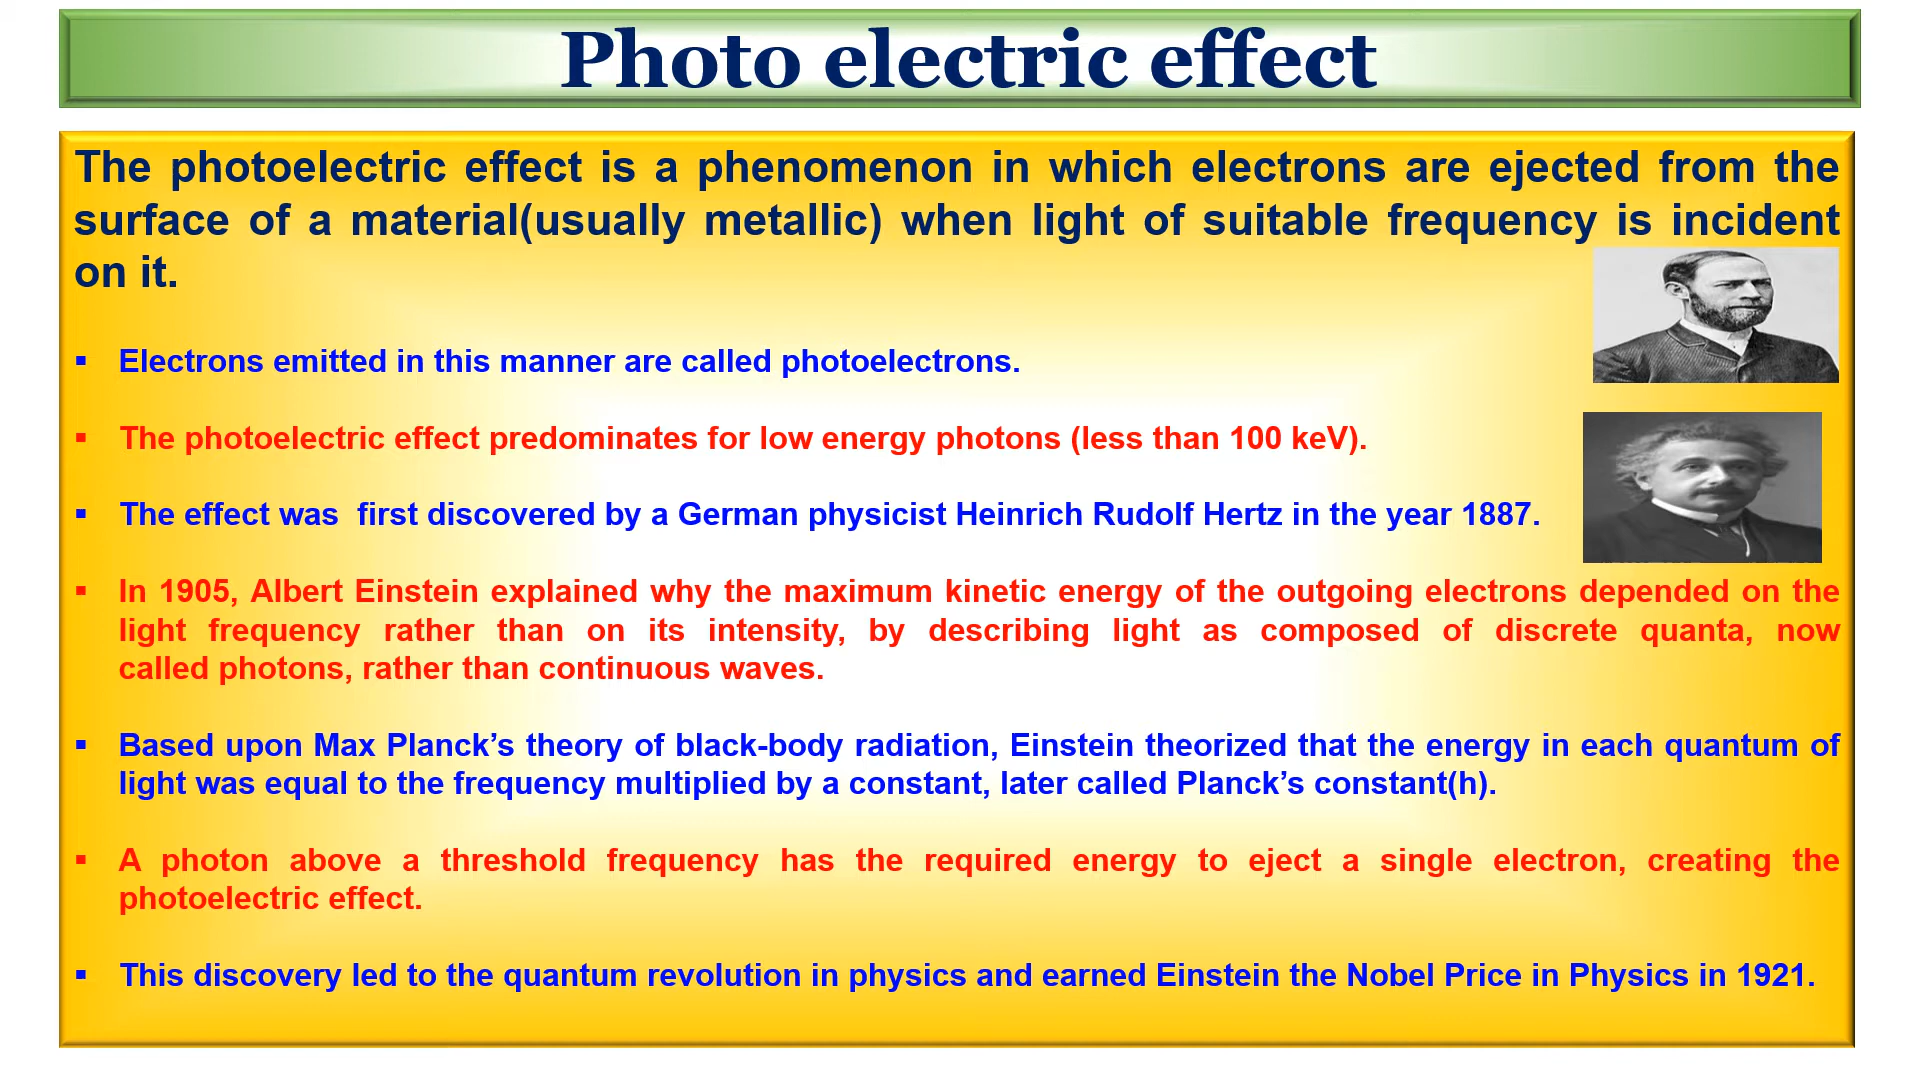 Photo electric effect
The photoelectric effect is a phenomenon in which electrons are ejected from the
surface of a material(usually metallic) when light of suitable frequency is incident
on it.
▪ Electrons emitted in this manner are called photoelectrons.
▪ The photoelectric effect predominates for low energy photons (less than 100 keV).
▪ The effect was  first discovered by a German physicist Heinrich Rudolf Hertz in the year 1887.
▪ In 1905, Albert Einstein explained why the maximum kinetic energy of the outgoing electrons depended on the
light frequency rather than on its intensity, by describing light as composed of discrete quanta, now
called photons, rather than continuous waves.
▪ Based upon Max Planck’s theory of black-body radiation, Einstein theorized that the energy in each quantum of
light was equal to the frequency multiplied by a constant, later called Planck’s constant(h).
▪ A photon above a threshold frequency has the required energy to eject a single electron, creating the
photoelectric effect.
▪ This discovery led to the quantum revolution in physics and earned Einstein the Nobel Price in Physics in 1921.